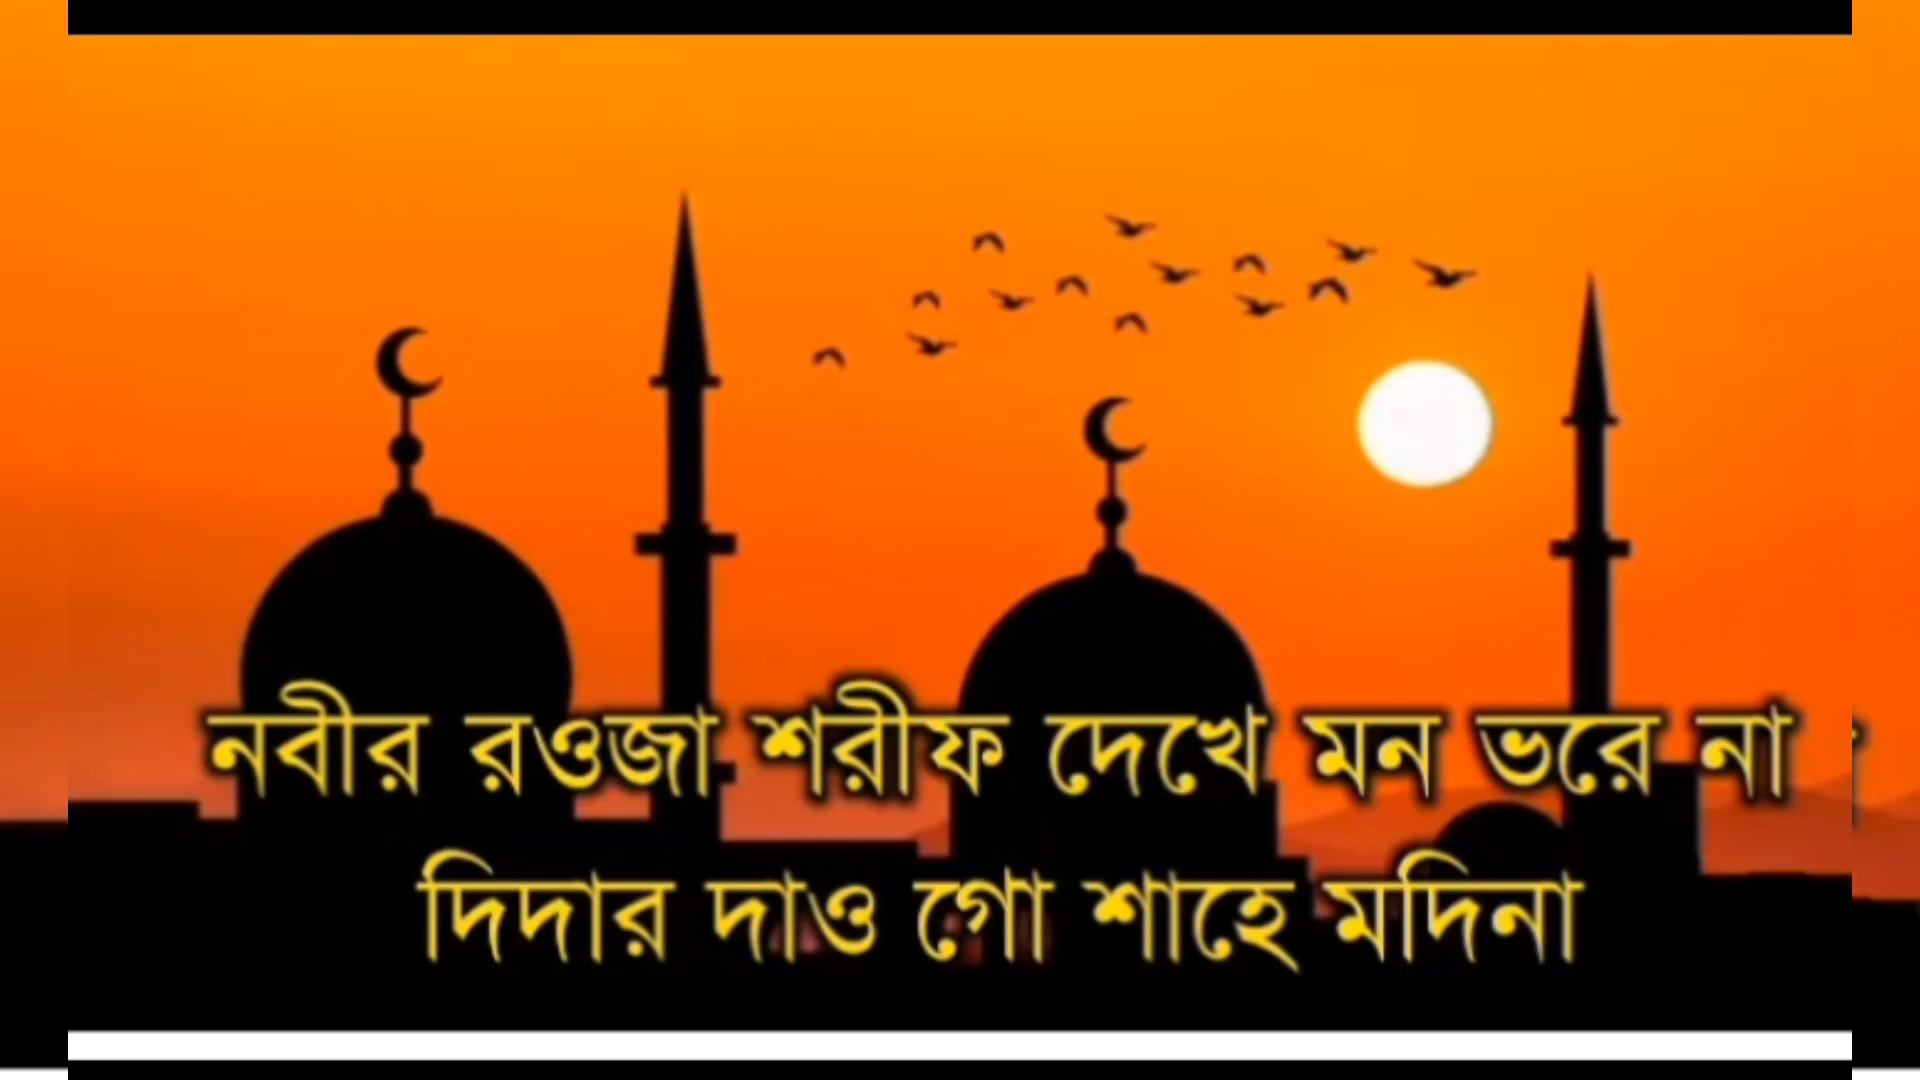 নবীর রওজা শরীফ দেখে মন ভরে না
দিদার দাও গো শাহে মদিনা